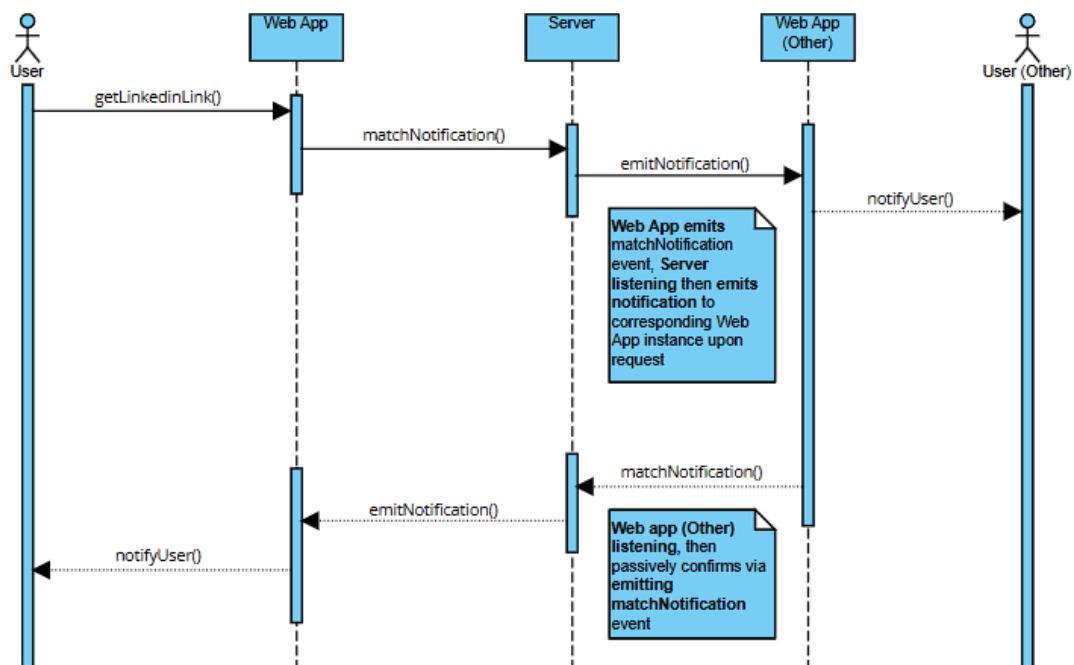 Web App
Server
Web App
(Other)
User
User (Other)
getLinkedinLink()
matchNotification()
emitNotification()
notifyUser()
Web App emits
matchNotification
event, Server
listening then emits
notification to
corresponding Web
App instance upon
request
matchNotification()
emitNotification()
notifyUser()
Web app (Other)
listening, then
passively confirms via
emitting
matchNotification
event